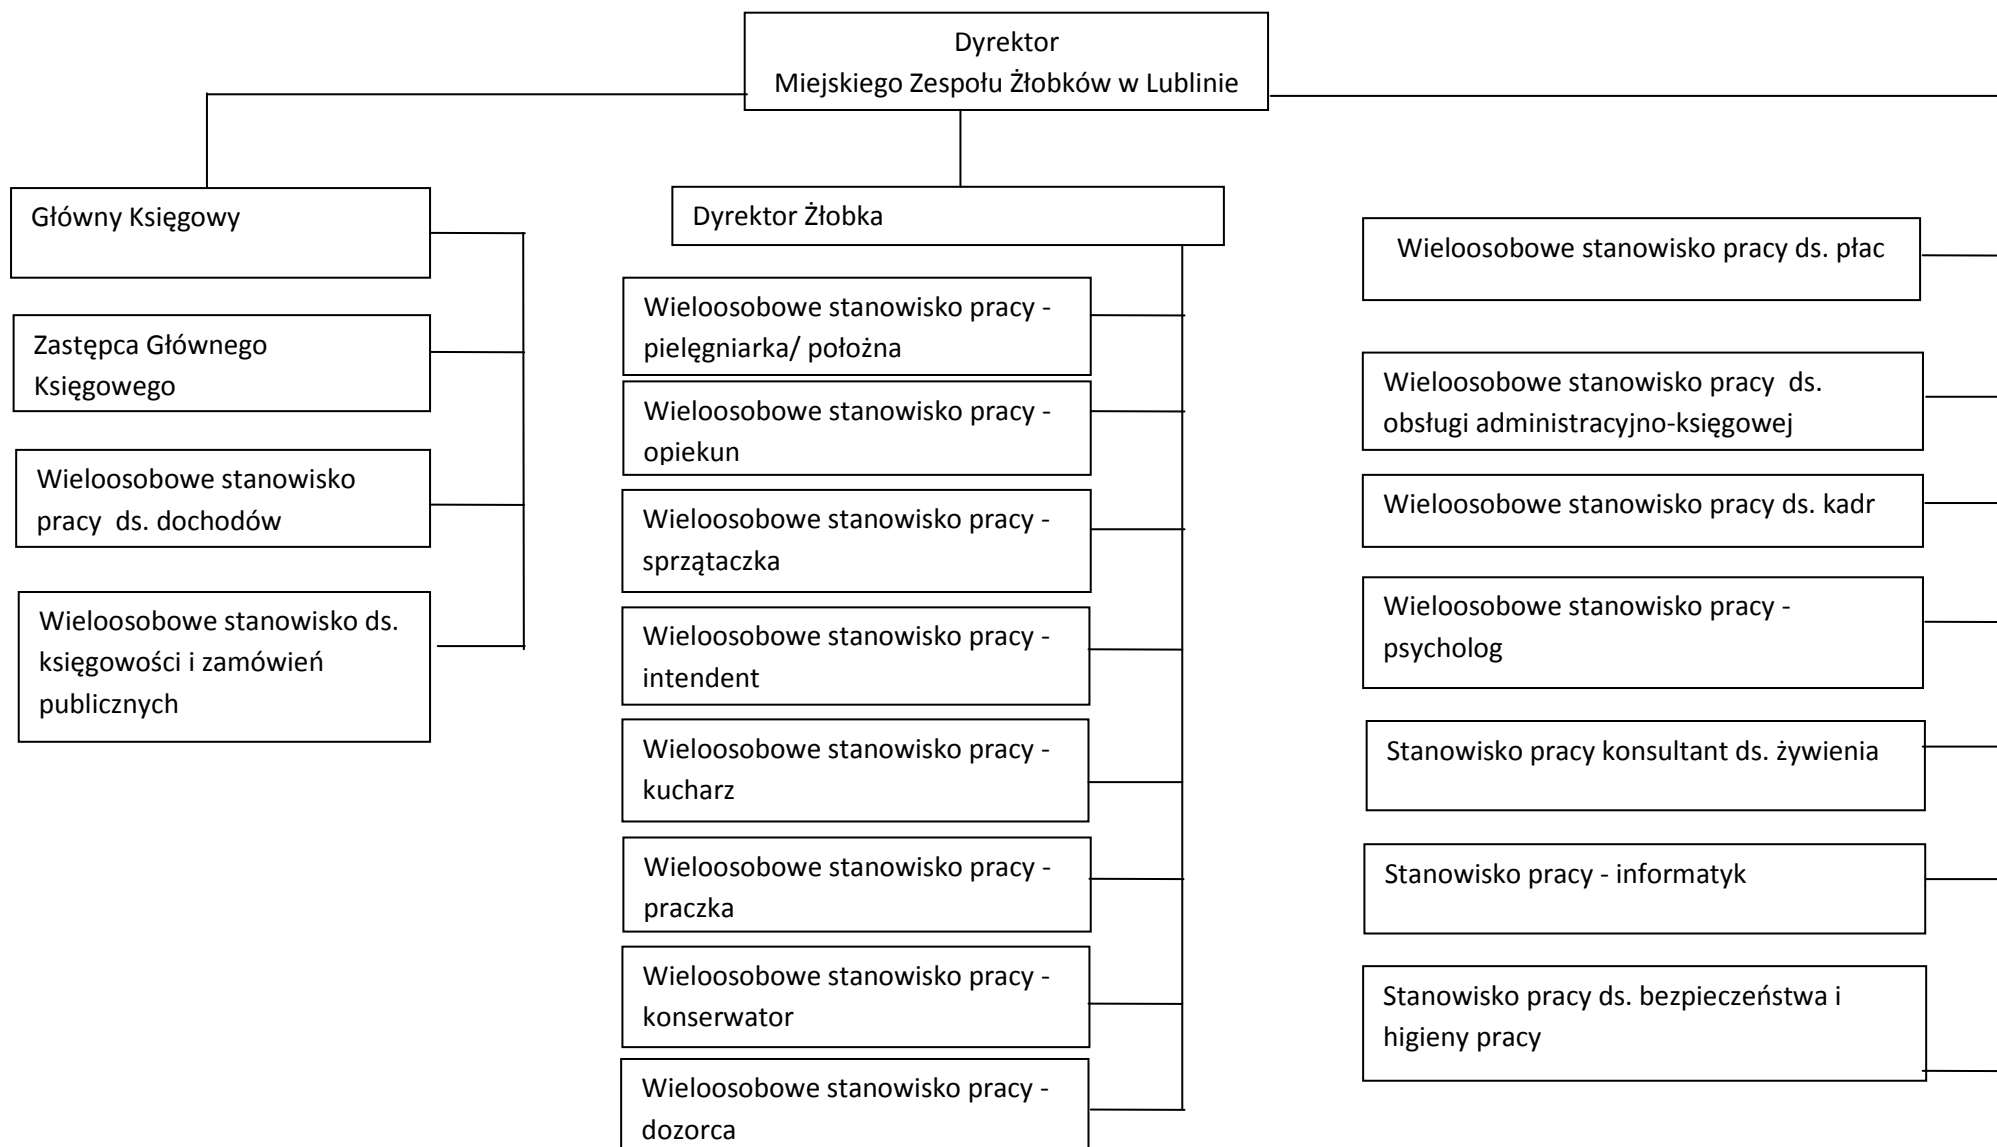 Dyrektor
Miejskiego Zespołu Żłobków w Lublinie
Główny Księgowy
Zastępca Głównego
Księgowego
Wieloosobowe stanowisko
pracy ds. dochodów
Wieloosobowe stanowisko ds.
księgowości i zamówień
publicznych
Dyrektor Żłobka
Wieloosobowe stanowisko pracy -
pielęgniarka/ położna
Wieloosobowe stanowisko pracy -
opiekun
Wieloosobowe stanowisko pracy -
sprzątaczka
Wieloosobowe stanowisko pracy -
intendent
Wieloosobowe stanowisko pracy -
kucharz
Wieloosobowe stanowisko pracy -
praczka
Wieloosobowe stanowisko pracy -
konserwator
Wieloosobowe stanowisko pracy -
dozorca
Wieloosobowe stanowisko pracy ds. płac
Wieloosobowe stanowisko pracy ds.
obsługi administracyjno-księgowej
Wieloosobowe stanowisko pracy ds. kadr
Wieloosobowe stanowisko pracy -
psycholog
Stanowisko pracy konsultant ds. żywienia
Stanowisko pracy - informatyk
Stanowisko pracy ds. bezpieczeństwa i
higieny pracy